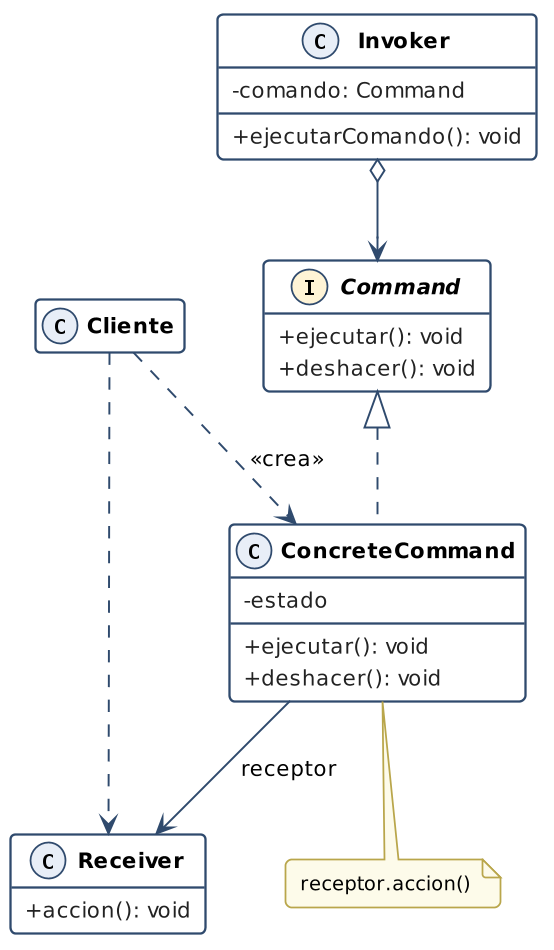 C Invoker
-comando: Command
+ejecutarComando(): void
I Command
+ejecutar(): void
+deshacer(): void
C Cliente
«crea»
C ConcreteCommand
-estado
+ejecutar(): void
+deshacer(): void
receptor
C Receiver
+accion(): void
receptor.accion()